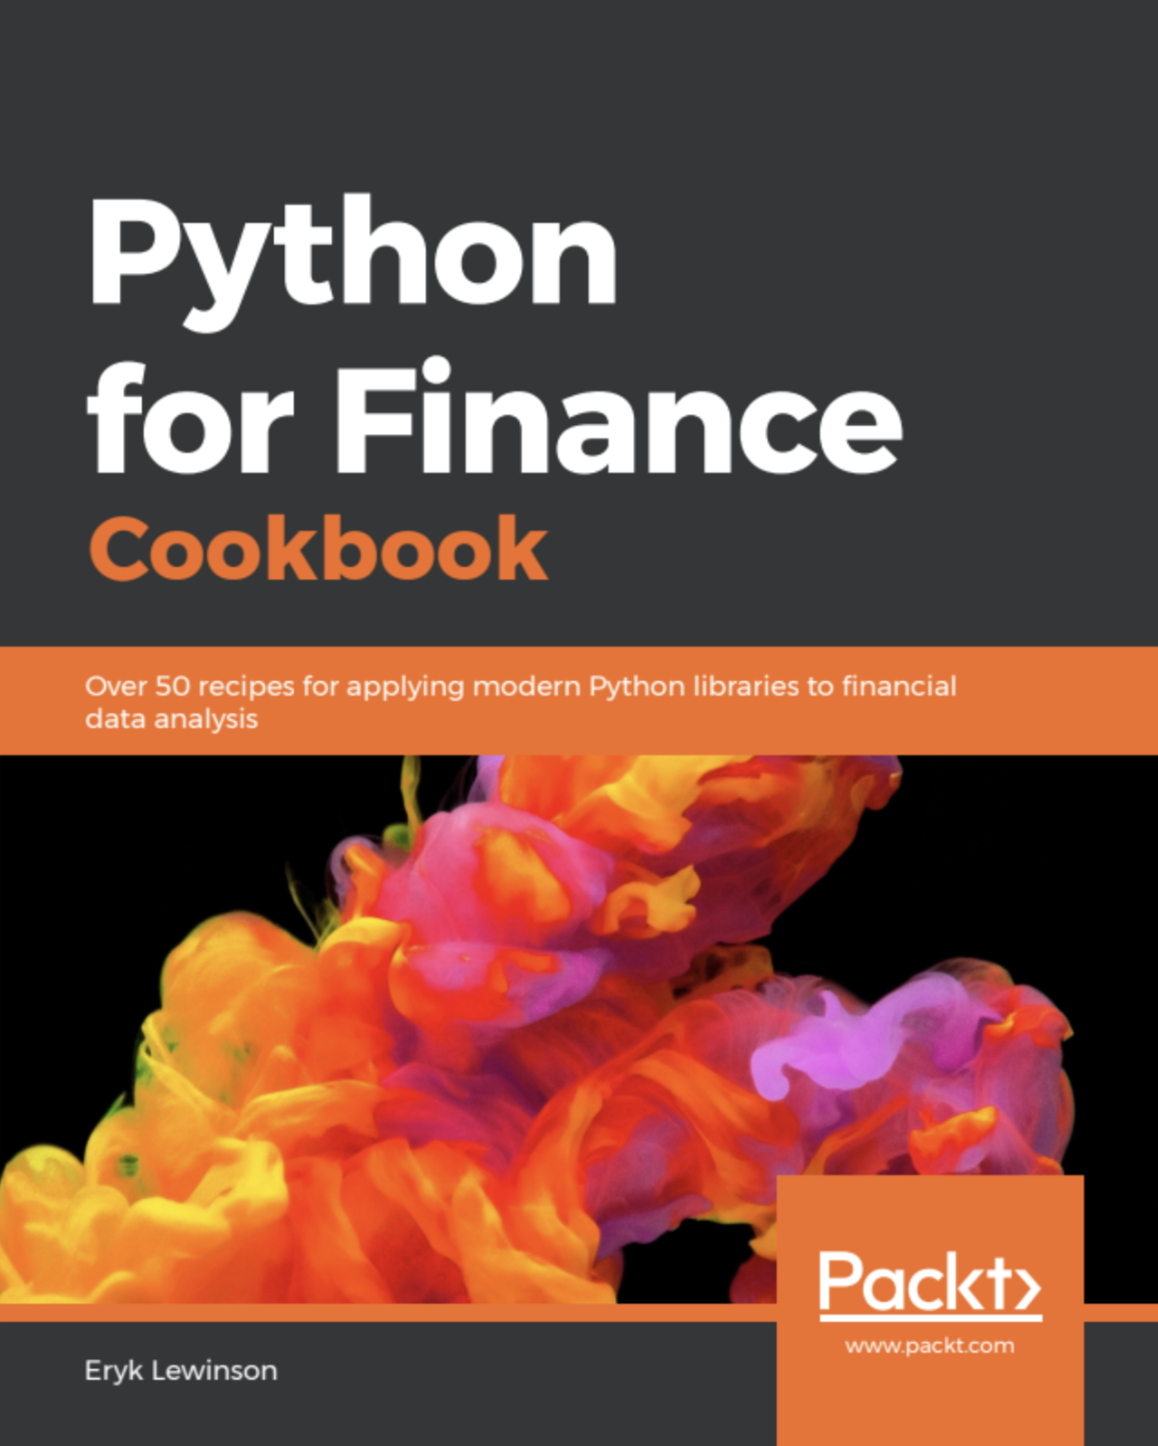 Python
for Finance
Cookbook
Over 50 recipes for applying modern Python libraries to financial
data analysis
Packt>
www.packt.com
Eryk Lewinson